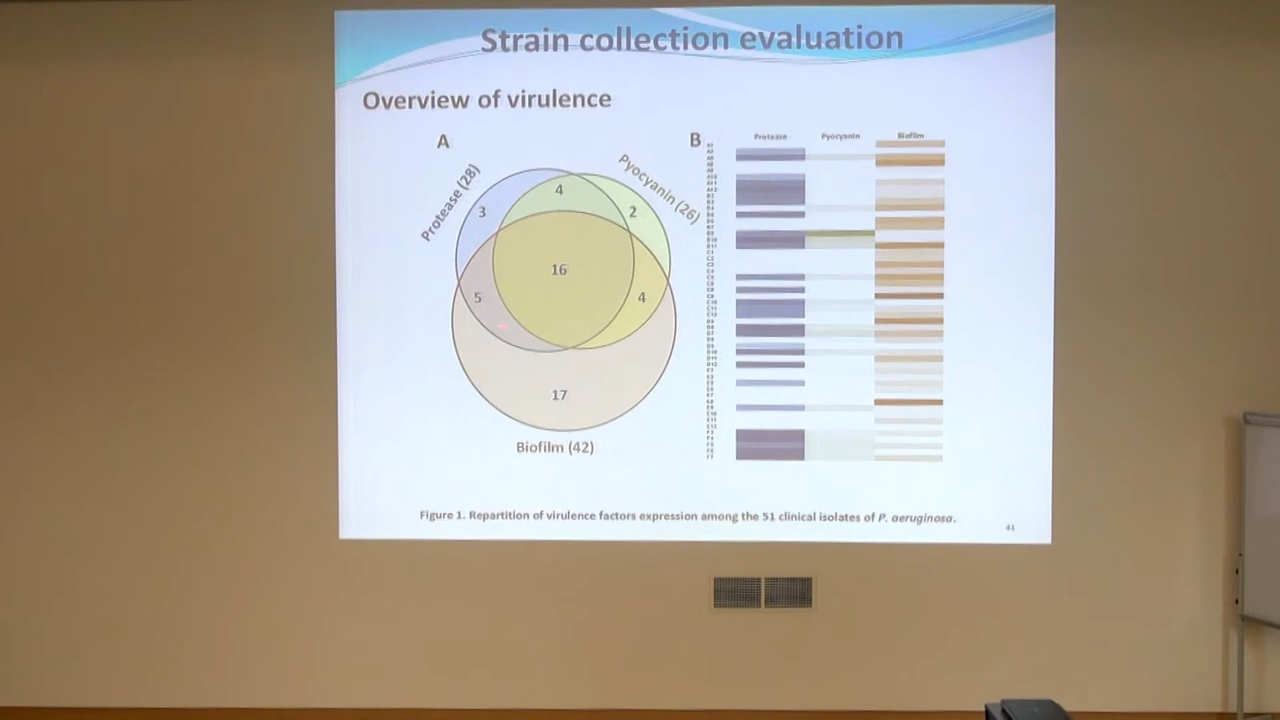 Strain collection evaluation
Overview of virulence
A
Protease (28)
Pyocyanin (26)
4
3
2
16
5
4
17
Biofilm (42)
B
Protease
Pyocyanin
Biofilm
Figure 1. Repartition of virulence factors expression among the 51 clinical isolates of P. aeruginosa.
41